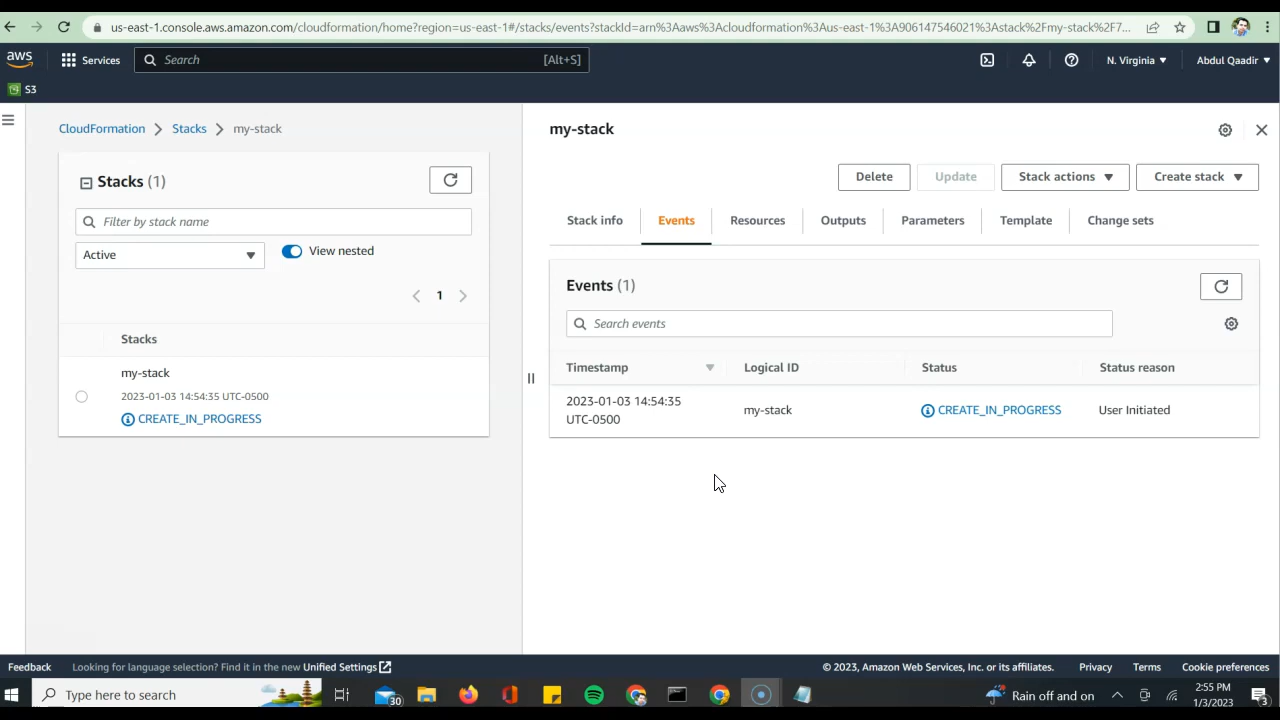 us-east-1.console.aws.amazon.com/cloudformation/home?region=us-east-1#/stacks/events?stackId=arn%3Aaws%3Acloudformation%3Aus-east-1%3A906147546021%3Astack%2Fmy-stack%2F7...
aws
Services
Search
[Alt+S]
N. Virginia
Abdul Qaadir
S3
CloudFormation
Stacks
my-stack
Stacks (1)
Filter by stack name
Active
View nested
1
Stacks
my-stack
2023-01-03 14:54:35 UTC-0500
CREATE_IN_PROGRESS
my-stack
Delete
Update
Stack actions
Create stack
Stack info
Events
Resources
Outputs
Parameters
Template
Change sets
Events (1)
Search events
Timestamp
Logical ID
Status
Status reason
2023-01-03 14:54:35
UTC-0500
my-stack
CREATE_IN_PROGRESS
User Initiated
Feedback
Looking for language selection? Find it in the new Unified Settings
© 2023, Amazon Web Services, Inc. or its affiliates.
Privacy
Terms
Cookie preferences
Type here to search
30
Rain off and on
2:55 PM
1/3/2023
3